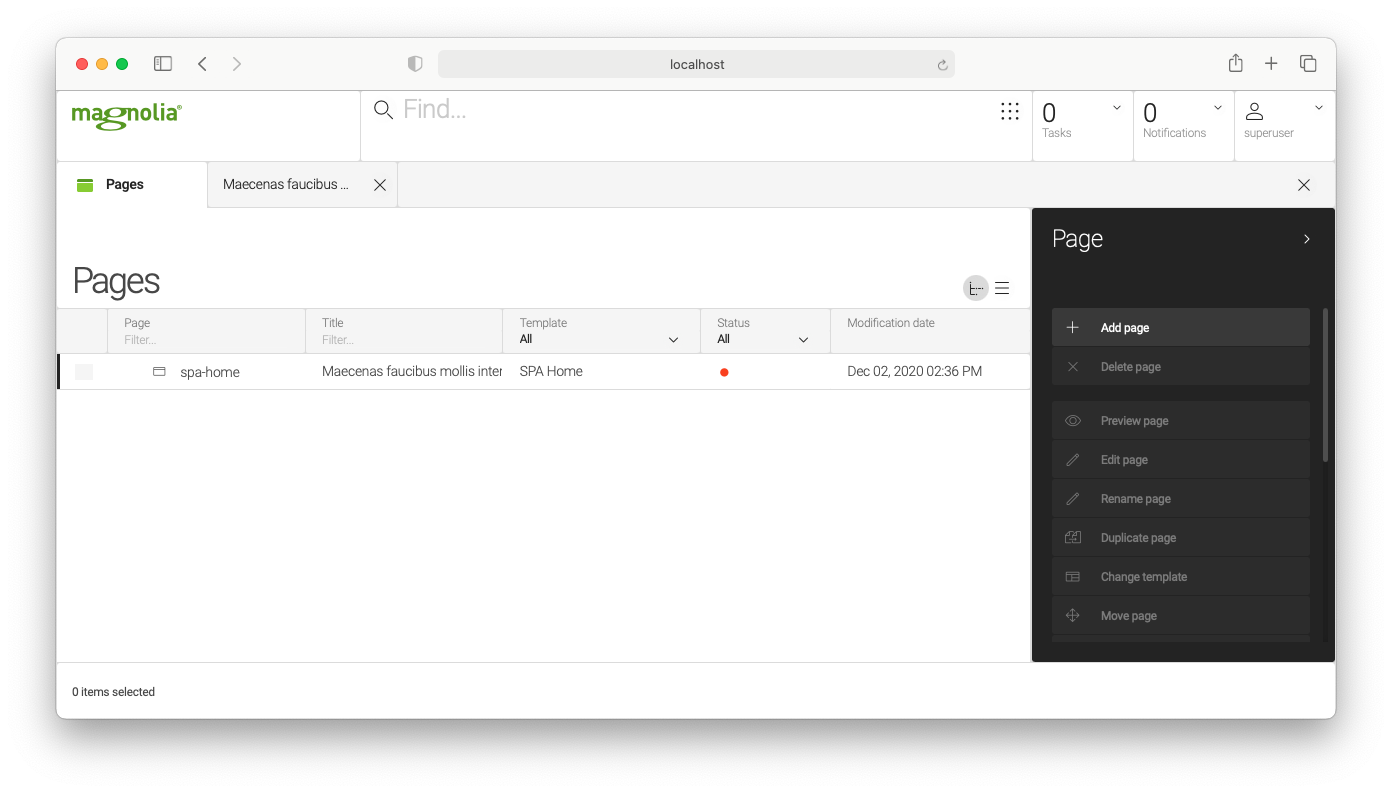 localhost
magnolia®
Find...
0
Tasks
0
Notifications
superuser
Pages
Maecenas faucibus ...
Page
Pages
Page
Filter...
Title
Filter...
Template
All
Status
All
Modification date
spa-home
Maecenas faucibus mollis inter
SPA Home
Dec 02, 2020 02:36 PM
Add page
Delete page
Preview page
Edit page
Rename page
Duplicate page
Change template
Move page
0 items selected